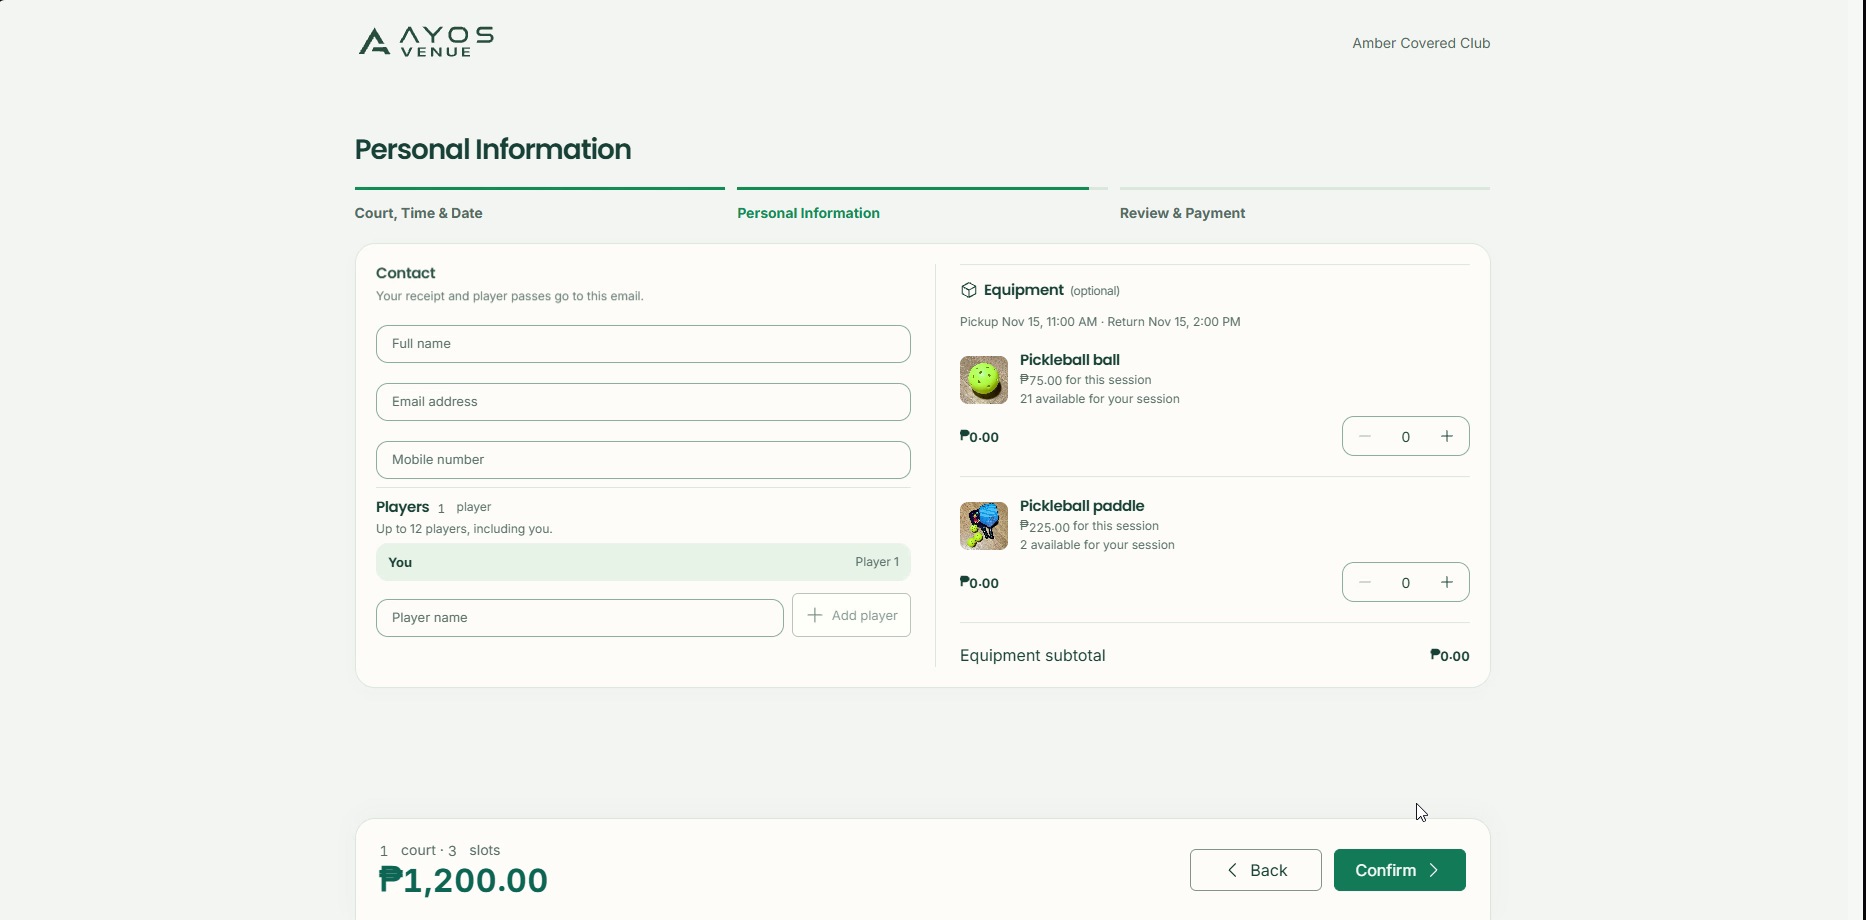 AYOS
VENUE
Amber Covered Club
Personal Information
Court, Time & Date
Personal Information
Review & Payment
Contact
Your receipt and player passes go to this email.
Full name
Email address
Mobile number
Players 1 player
Up to 12 players, including you.
You
Player 1
Player name
Add player
Equipment (optional)
Pickup Nov 15, 11:00 AM · Return Nov 15, 2:00 PM
Pickleball ball
₱75.00 for this session
21 available for your session
₱0.00
0
Pickleball paddle
₱225.00 for this session
2 available for your session
₱0.00
0
Equipment subtotal
₱0.00
1 court · 3 slots
₱1,200.00
Back
Confirm